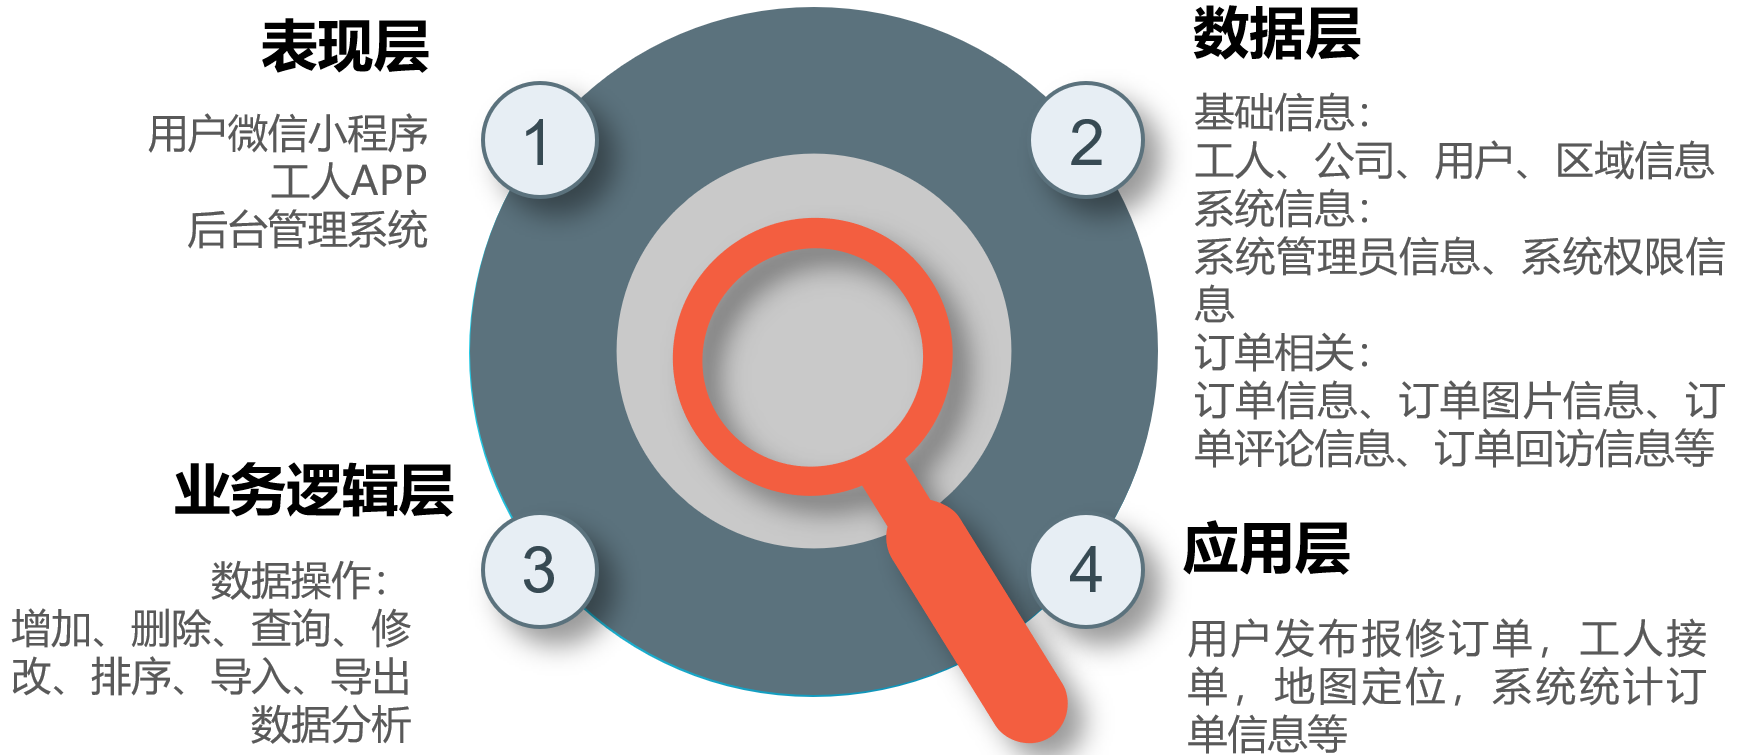 表现层
1
用户微信小程序
工人APP
后台管理系统
数据层
2
基础信息：
工人、公司、用户、区域信息
系统信息：
系统管理员信息、系统权限信
息
订单相关：
订单信息、订单图片信息、订
单评论信息、订单回访信息等
业务逻辑层
3
数据操作：
增加、删除、查询、修
改、排序、导入、导出
数据分析
应用层
4
用户发布报修订单，工人接
单，地图定位，系统统计订
单信息等